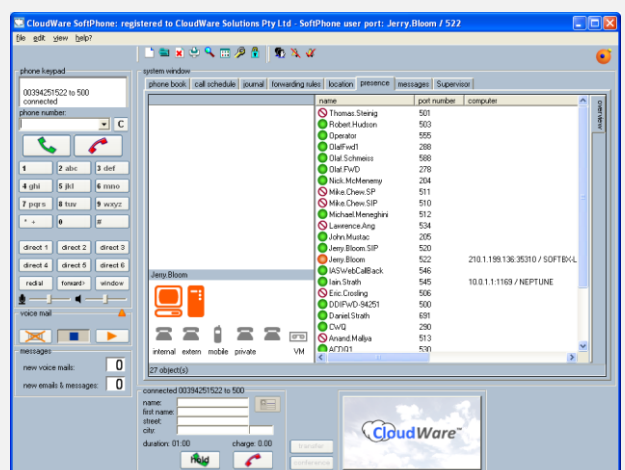 CloudWare SoftPhone: registered to CloudWare Solutions Pty Ltd - SoftPhone user port: Jerry.Bloom / 522
file edit view help?
phone keypad
00394251522 to 500
connected
phone number:
C
1 2 abc 3 def
4 ghi 5 jkl 6 mno
7 pqrs 8 tuv 9 wxyz
* + 0 #
direct 1 direct 2 direct 3
direct 4 direct 5 direct 6
redial forward> window
voice mail
messages
new voice mails: 0
new emails & messages: 0
system window
phone book call schedule journal forwarding rules location presence messages Supervisor
overview
name port number computer
Thomas.Steinig 501
Robert.Hudson 503
Operator 555
OlafFwd1 288
Olaf.Schmeiss 588
Olaf.FWD 278
Nick.McMenemy 204
Mike.Chew.SP 511
Mike.Chew.SIP 510
Michael.Meneghini 512
Lawrence.Ang 534
John.Mustac 205
Jerry.Bloom.SIP 520
Jerry.Bloom 522 210.1.199.136:35310 / SOFTBX-L
IASWebCallBack 546
Iain.Strath 545 10.0.1.1:1169 / NEPTUNE
Eric.Crosling 506
DDIFWD-94251 500
Daniel.Strath 691
CWQ 290
Anand.Mallya 513
ACDQ1 530
Jerry.Bloom
internal extern mobile private VM
27 object(s)
connected 00394251522 to 500
name:
first name:
street:
city:
duration: 01:00 charge: 0.00
hold
transfer
conference
CloudWare™